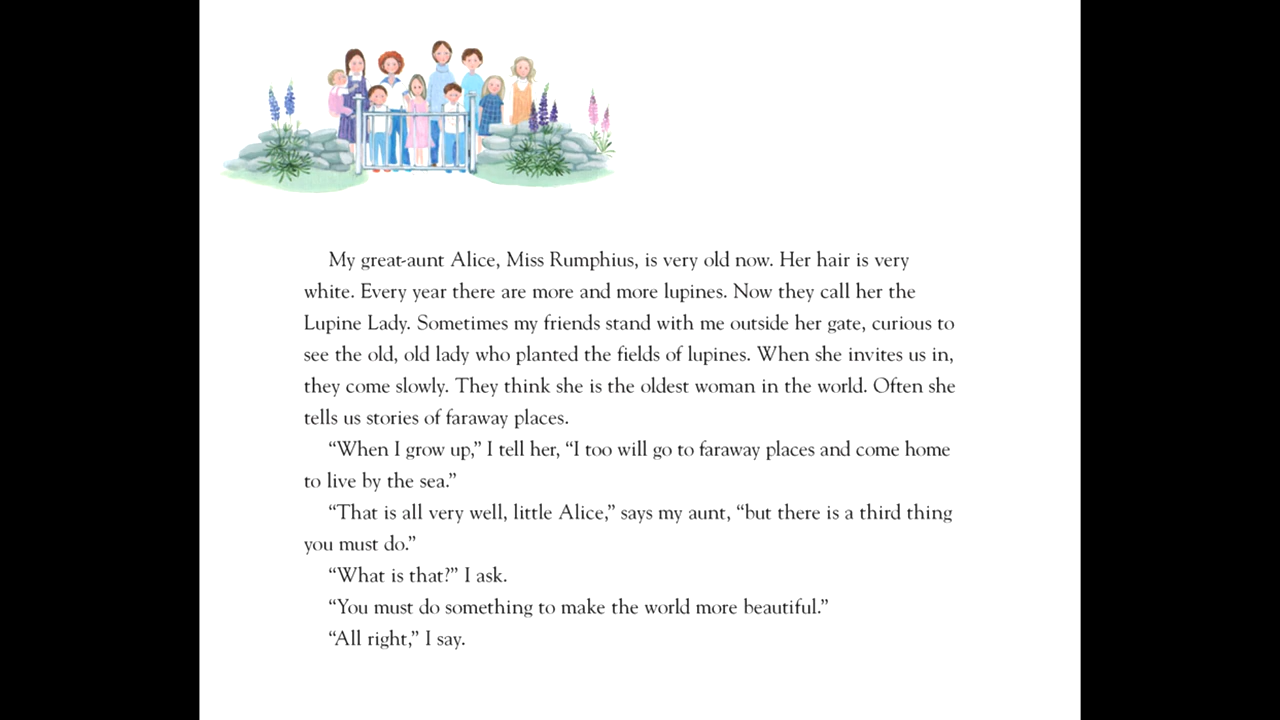 My great-aunt Alice, Miss Rumphius, is very old now. Her hair is very
white. Every year there are more and more lupines. Now they call her the
Lupine Lady. Sometimes my friends stand with me outside her gate, curious to
see the old, old lady who planted the fields of lupines. When she invites us in,
they come slowly. They think she is the oldest woman in the world. Often she
tells us stories of faraway places.
“When I grow up,” I tell her, “I too will go to faraway places and come home
to live by the sea.”
“That is all very well, little Alice,” says my aunt, “but there is a third thing
you must do.”
“What is that?” I ask.
“You must do something to make the world more beautiful.”
“All right,” I say.